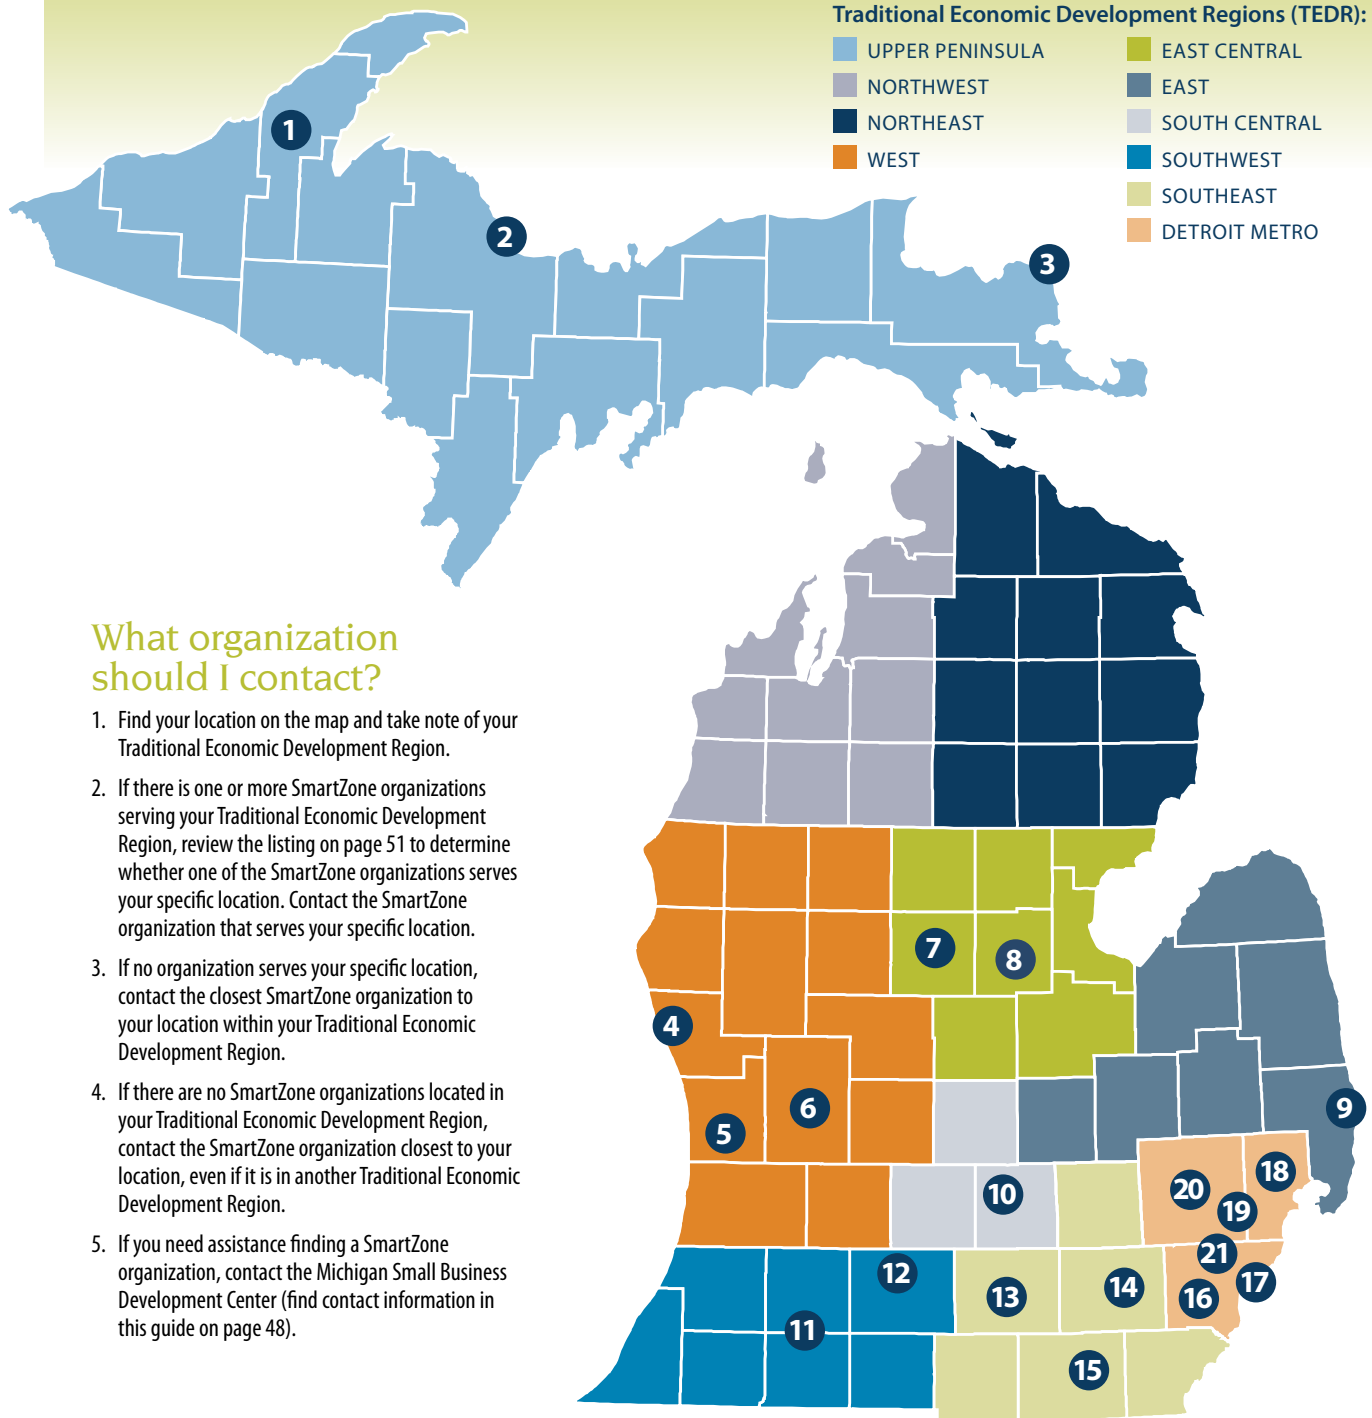 Traditional Economic Development Regions (TEDR):
UPPER PENINSULA
NORTHWEST
NORTHEAST
WEST
EAST CENTRAL
EAST
SOUTH CENTRAL
SOUTHWEST
SOUTHEAST
DETROIT METRO
1
2
3
What organization
should I contact?
1. Find your location on the map and take note of your
Traditional Economic Development Region.
2. If there is one or more SmartZone organizations
serving your Traditional Economic Development
Region, review the listing on page 51 to determine
whether one of the SmartZone organizations serves
your specific location. Contact the SmartZone
organization that serves your specific location.
3. If no organization serves your specific location,
contact the closest SmartZone organization to
your location within your Traditional Economic
Development Region.
4. If there are no SmartZone organizations located in
your Traditional Economic Development Region,
contact the SmartZone organization closest to your
location, even if it is in another Traditional Economic
Development Region.
5. If you need assistance finding a SmartZone
organization, contact the Michigan Small Business
Development Center (find contact information in
this guide on page 48).
7
8
4
6
5
9
10
20
18
19
21
12
17
13
14
16
11
15